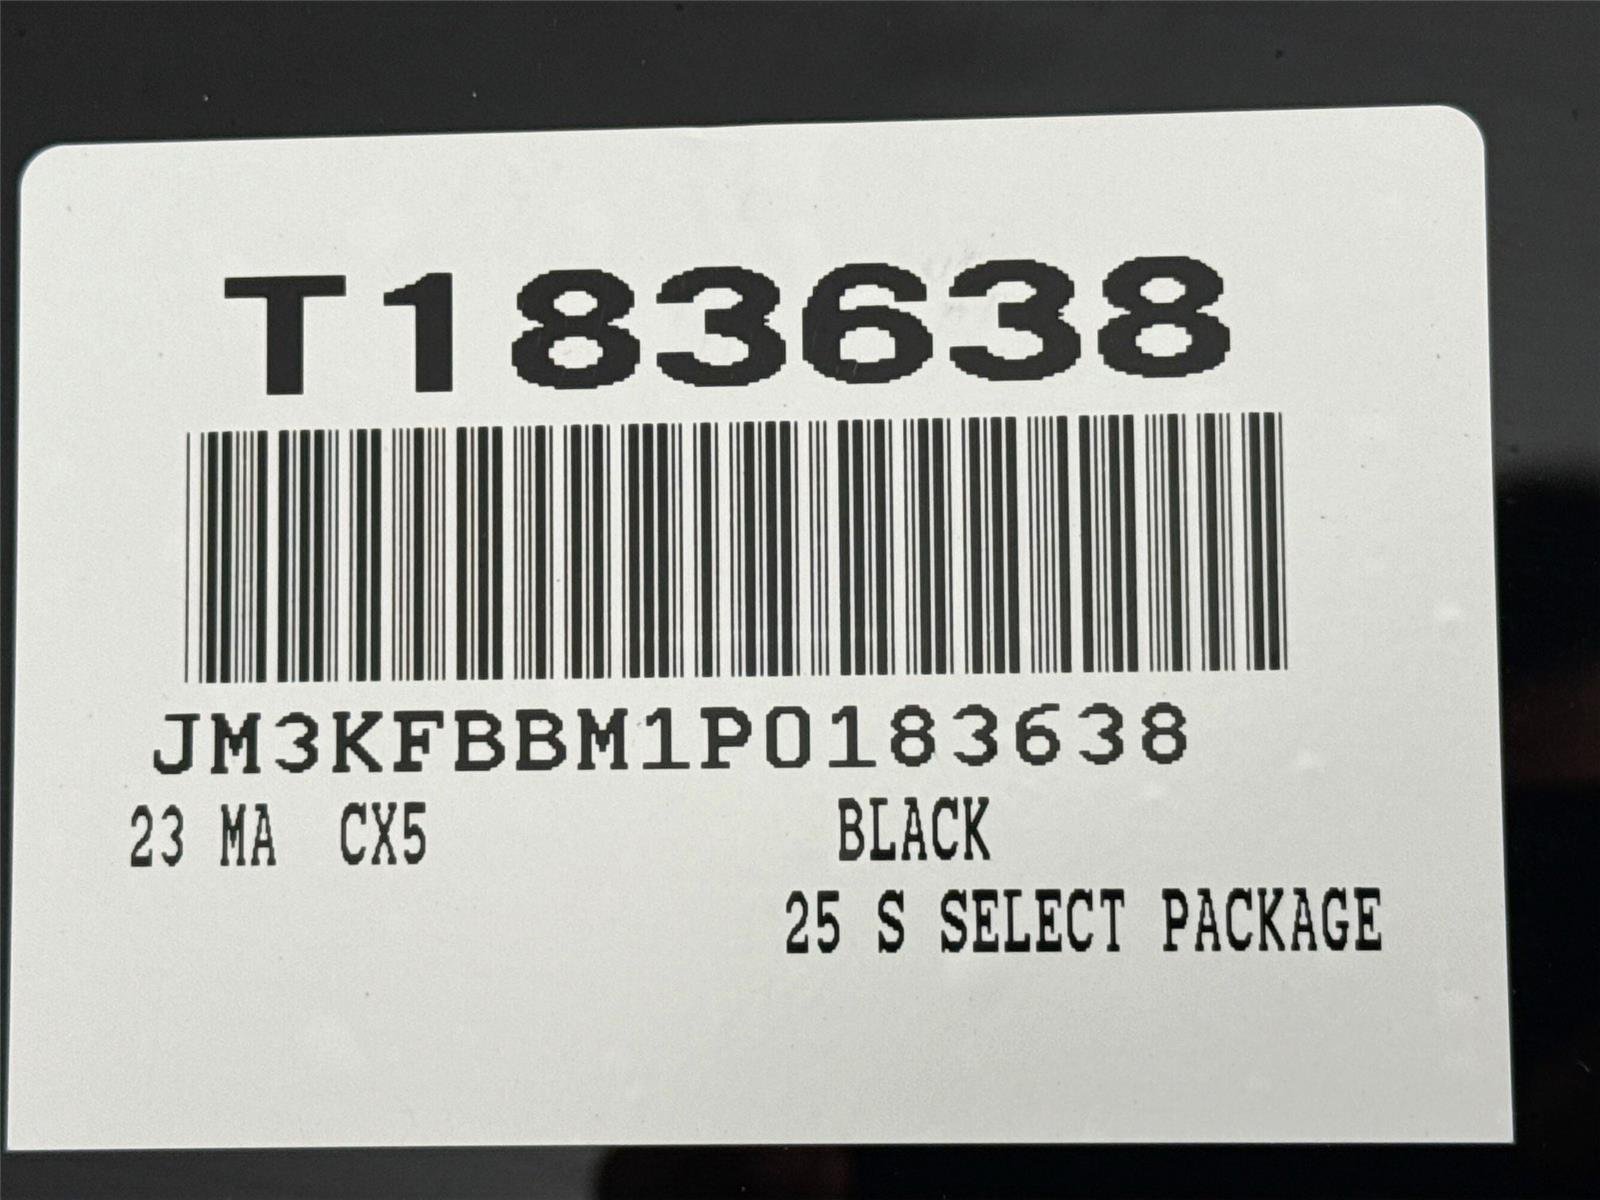 T183638
JM3KFBBM1P0183638
23 MA CX5 BLACK
25 S SELECT PACKAGE